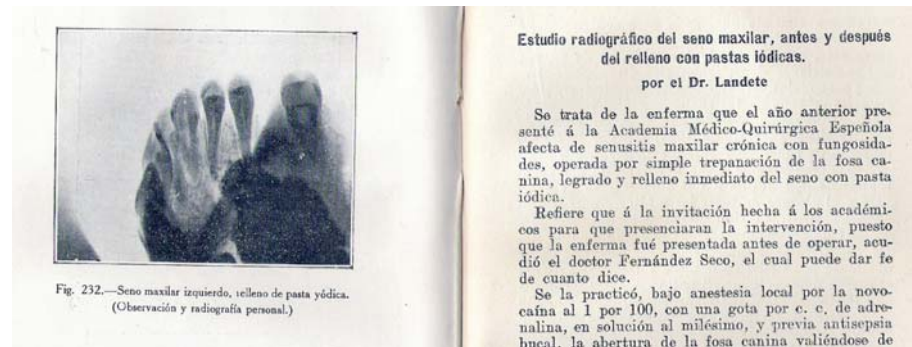 Fig. 232.—Seno maxilar izquierdo, relleno de pasta yódica.
(Observación y radiografía personal.)
Estudio radiográfico del seno maxilar, antes y después
del relleno con pastas iódicas.
por el Dr. Landete
Se trata de la enferma que el año anterior pre-
senté á la Academia Médico-Quirúrgica Española
afecta de senusitis maxilar crónica con fungosida-
des, operada por simple trepanación de la fosa ca-
nina, legrado y relleno inmediato del seno con pasta
iódica.
Refiere que á la invitación hecha á los académi-
cos para que presenciaran la intervención, puesto
que la enferma fué presentada antes de operar, acu-
dió el doctor Fernández Seco, el cual puede dar fe
de cuanto dice.
Se la practicó, bajo anestesia local por la novo-
caína al 1 por 100, con una gota por c. c. de adre-
nalina, en solución al milésimo, y previa antisepsia
bucal, la abertura de la fosa canina valiéndose de